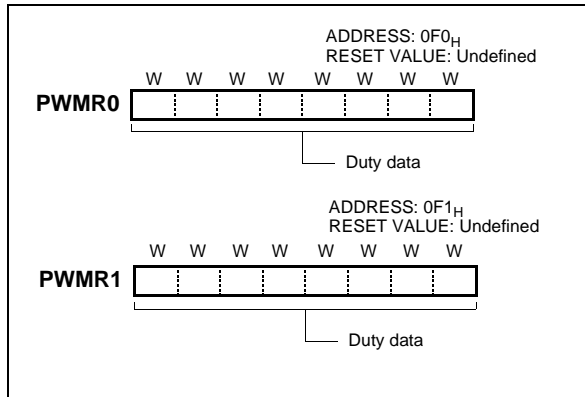 ADDRESS: 0F0H
RESET VALUE: Undefined
W W W W W W W W
PWMR0
Duty data
ADDRESS: 0F1H
RESET VALUE: Undefined
W W W W W W W W
PWMR1
Duty data